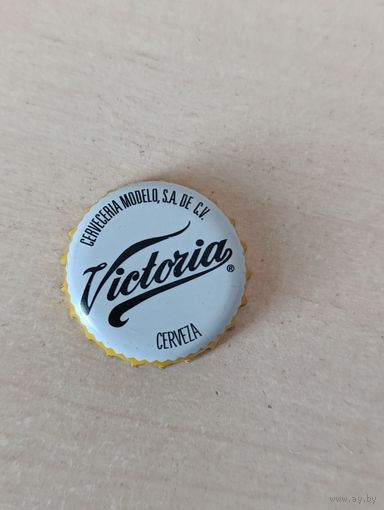 CERVECERIA MODELO, S.A. DE C.V.
Victoria®
CERVEZA
www.ay.by